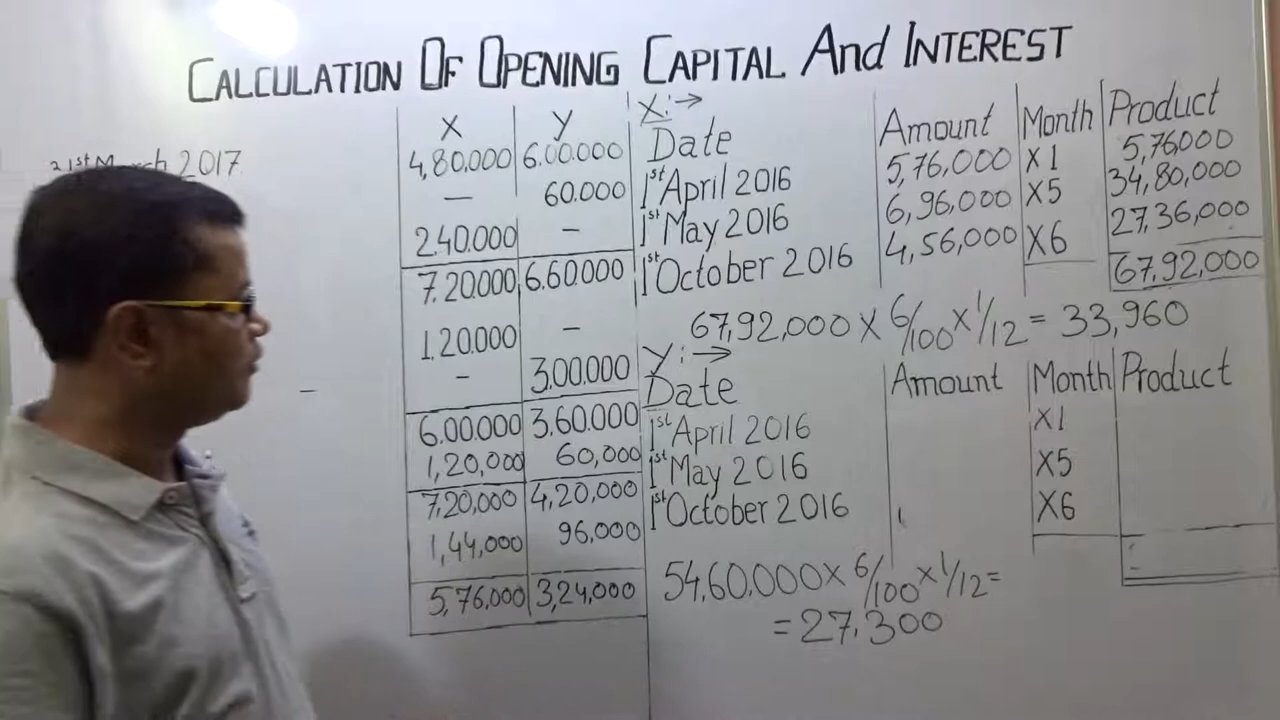 CALCULATION OF OPENING CAPITAL And INTEREST
31st March 2017
X Y
4,80,000 6,00,000
— 60.000
2.40.000 –
7.20.000 6,60.000
1.20.000 –
– 3.00.000
6.00.000 3,60.000
1,20,000 60,000
7,20,000 4,20,000
1,44,000 96,000
5,76,000 3,24,000
X:→
Date Amount Month Product
1st April 2016 5,76,000 X1 5,76,000
1st May 2016 6,96,000 X5 34,80,000
1st October 2016 4,56,000 X6 27,36,000
67,92,000
67,92,000 X 6/100 X 1/12 = 33,960
Y:→
Date Amount Month Product
1st April 2016 X1
1st May 2016 X5
1st October 2016 X6
54,60,000 X 6/100 X 1/12 =
= 27,300